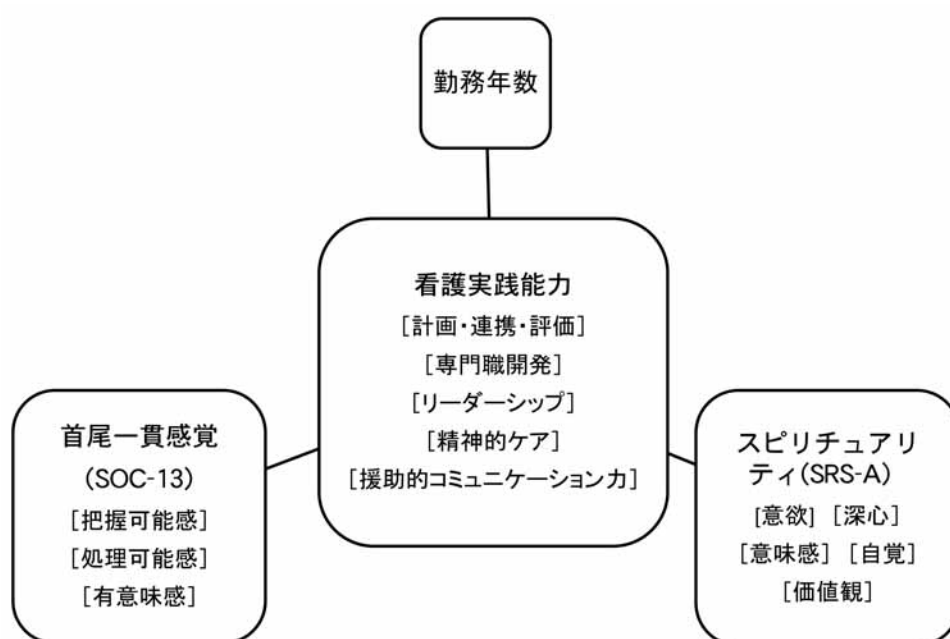 勤務年数
看護実践能力
[計画・連携・評価]
[専門職開発]
[リーダーシップ]
[精神的ケア]
[援助的コミュニケーション力]
首尾一貫感覚
(SOC-13)
[把握可能感]
[処理可能感]
[有意味感]
スピリチュアリ
ティ(SRS-A)
[意欲] [深心]
[意味感] [自覚]
[価値観]